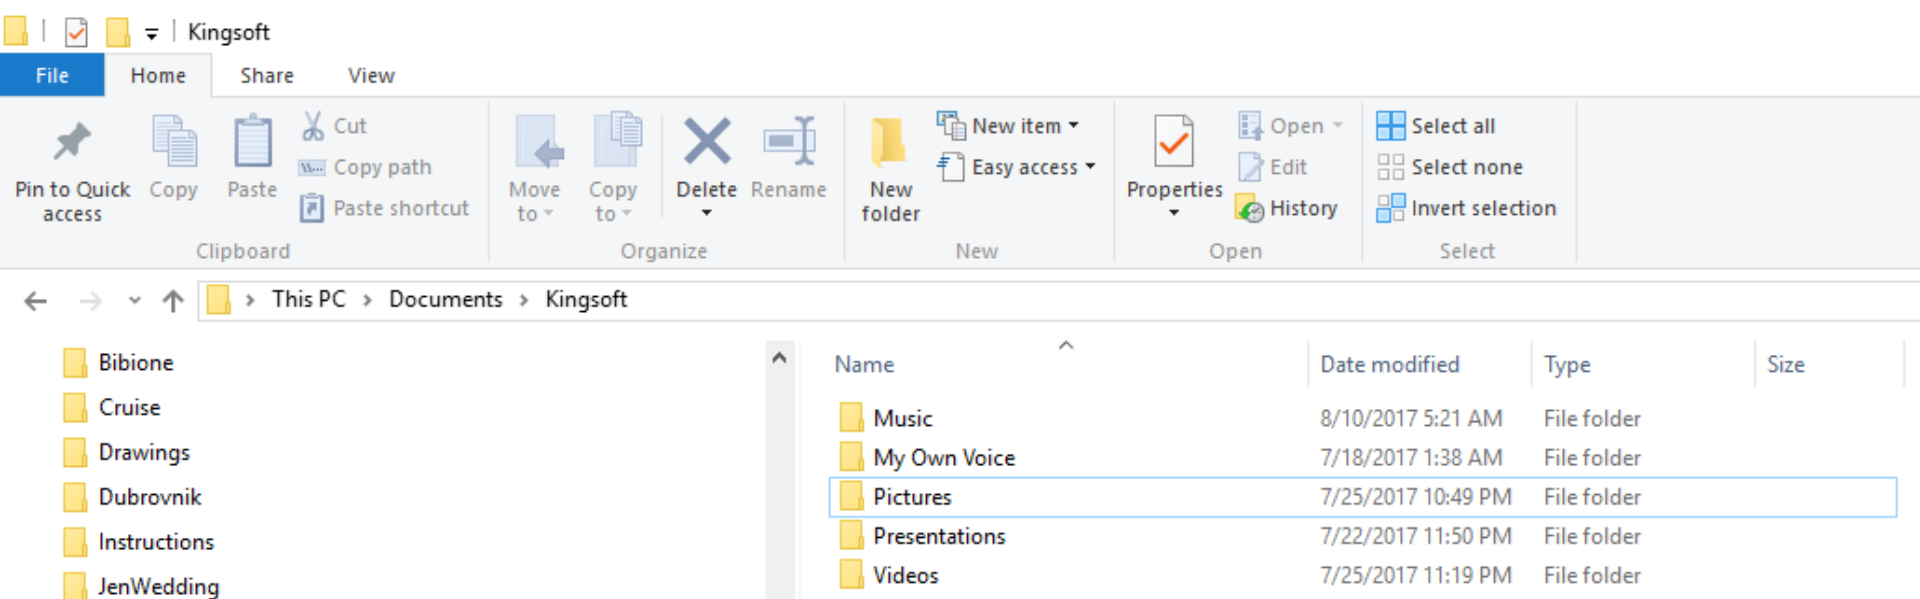 Kingsoft
File Home Share View
Pin to Quick access
Copy
Paste
Cut
Copy path
Paste shortcut
Clipboard
Move to
Copy to
Delete
Rename
Organize
New folder
New item
Easy access
New
Properties
Open
Edit
History
Open
Select all
Select none
Invert selection
Select
This PC > Documents > Kingsoft
Bibione
Cruise
Drawings
Dubrovnik
Instructions
JenWedding
Name Date modified Type Size
Music 8/10/2017 5:21 AM File folder
My Own Voice 7/18/2017 1:38 AM File folder
Pictures 7/25/2017 10:49 PM File folder
Presentations 7/22/2017 11:50 PM File folder
Videos 7/25/2017 11:19 PM File folder